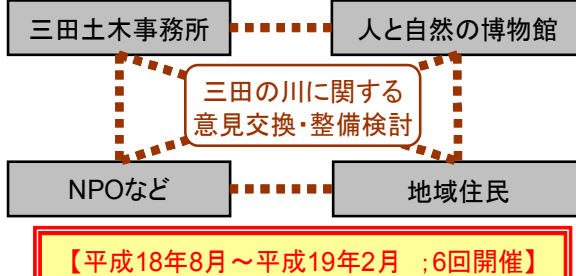 三田土木事務所
人と自然の博物館
三田の川に関する
意見交換・整備検討
NPOなど
地域住民
【平成18年8月～平成19年2月　;6回開催】